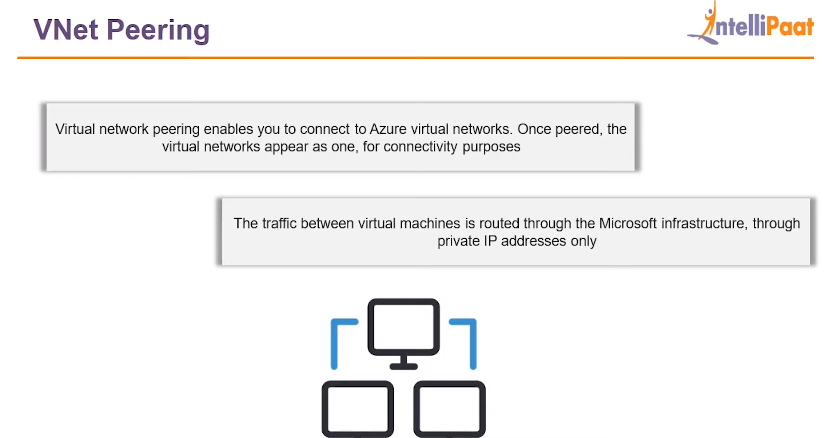 VNet Peering
IntelliPaat
Virtual network peering enables you to connect to Azure virtual networks. Once peered, the
virtual networks appear as one, for connectivity purposes
The traffic between virtual machines is routed through the Microsoft infrastructure, through
private IP addresses only